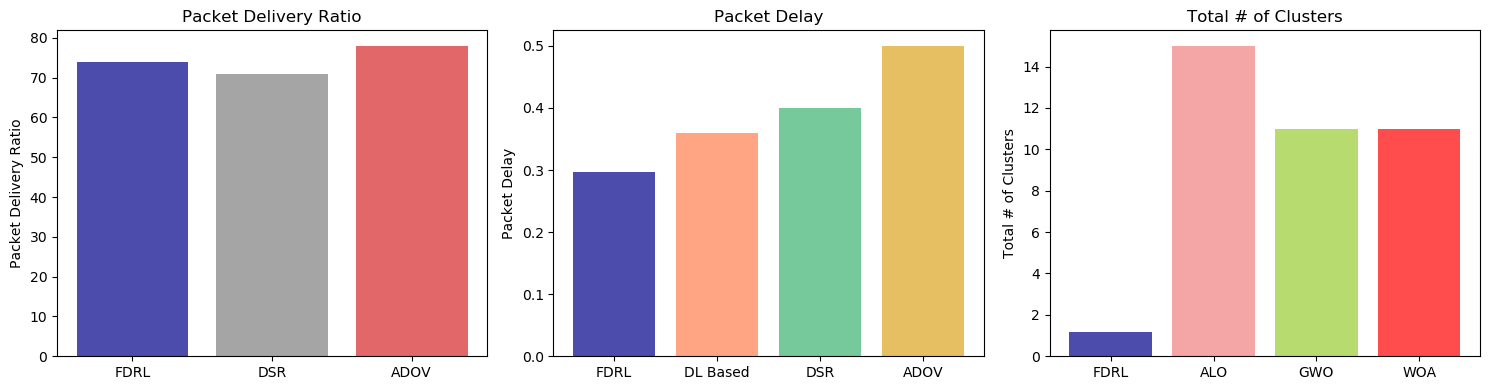 Packet Delivery Ratio
Packet Delivery Ratio
80
70
60
50
40
30
20
10
0
FDRL DSR ADOV
Packet Delay
Packet Delay
0.5
0.4
0.3
0.2
0.1
0.0
FDRL DL Based DSR ADOV
Total # of Clusters
Total # of Clusters
14
12
10
8
6
4
2
0
FDRL ALO GWO WOA